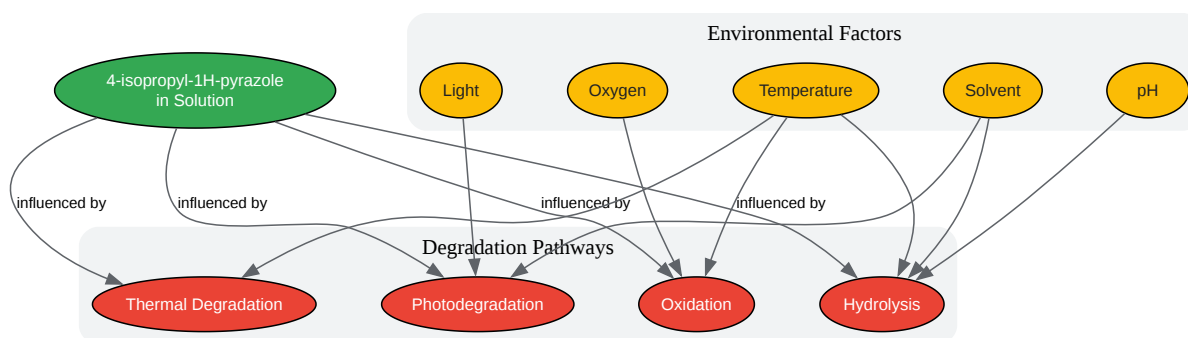 Environmental Factors
4-isopropyl-1H-pyrazole
in Solution
Light
Oxygen
Temperature
Solvent
pH
influenced by
influenced by
influenced by
influenced by
Degradation Pathways
Thermal Degradation
Photodegradation
Oxidation
Hydrolysis